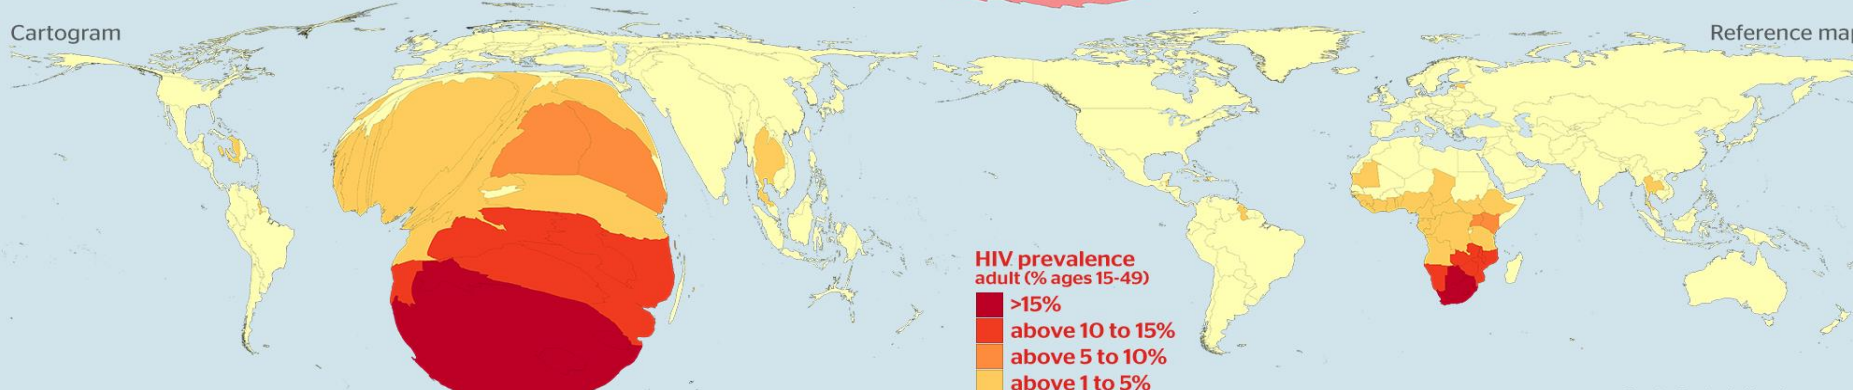 Cartogram
Reference map
HIV prevalence
adult (% ages 15-49)
>15%
above 10 to 15%
above 5 to 10%
above 1 to 5%